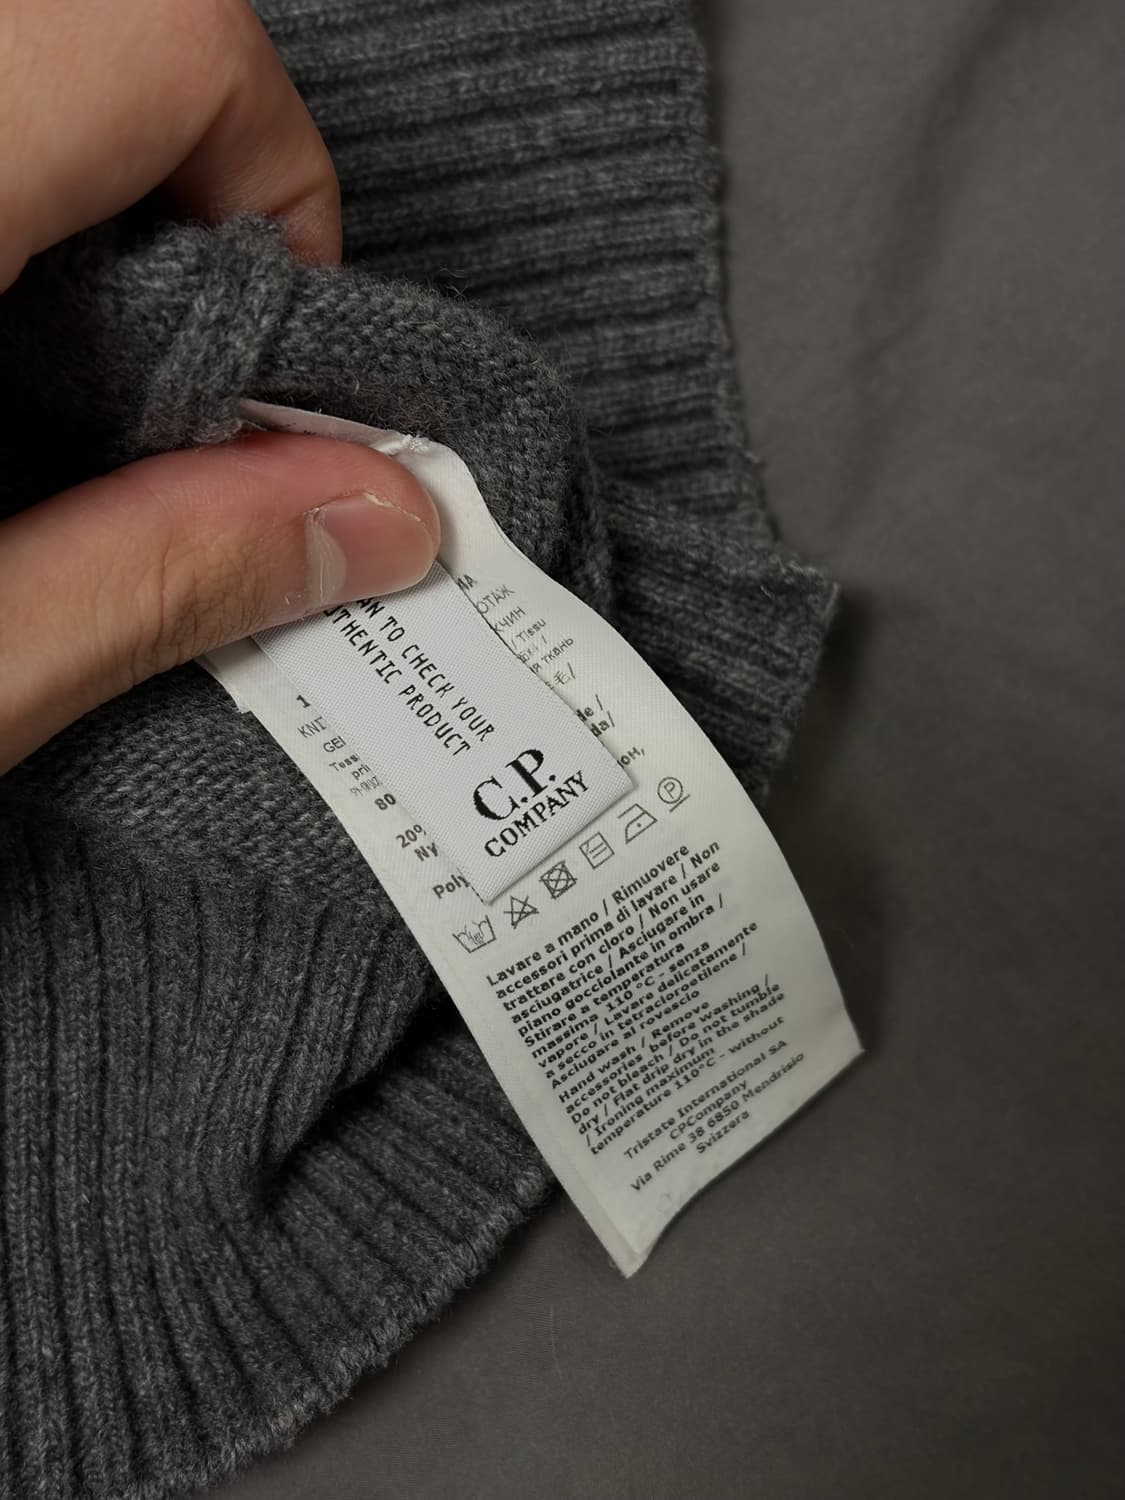 TO CHECK YOUR
PRODUCT
C.P.
COMPANY
/ Tissu
80
Lavare a mano / Rimuovere
accessori prima di lavare / Non
trattare con cloro / Non usare
asciugatrice / Asciugare in
piano gocciolante in ombra /
Stirare a temperatura
massima 110 °C - senza
vapore / Lavare delicatamente
a secco in tetracloroetilene /
Asciugare al rovescio
Hand wash / Remove
accessories before washing /
Do not bleach / Do not tumble
dry / Flat drip dry in the shade
/ Ironing maximum
temperature 110°C - without
Tristate International SA
CPCompany
Via Rime 38 6850 Mendrisio
Svizzera